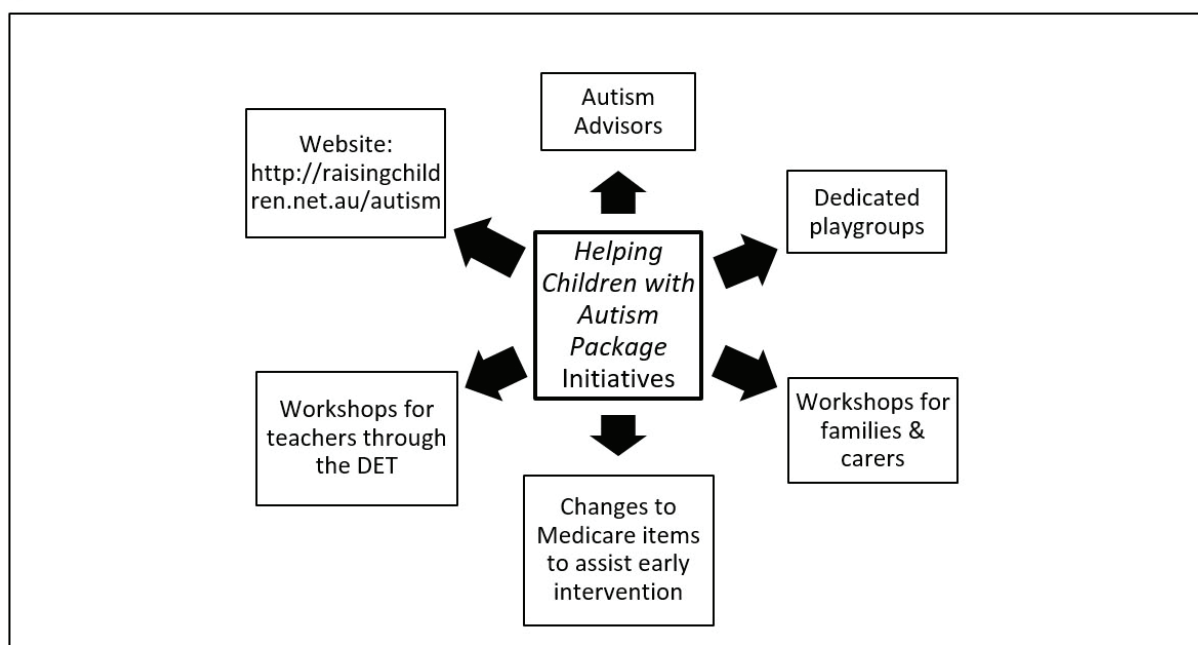 Autism
Advisors
Website:
http://raisingchild
ren.net.au/autism
Dedicated
playgroups
Helping
Children with
Autism
Package
Initiatives
Workshops for
teachers through
the DET
Workshops for
families &
carers
Changes to
Medicare items
to assist early
intervention